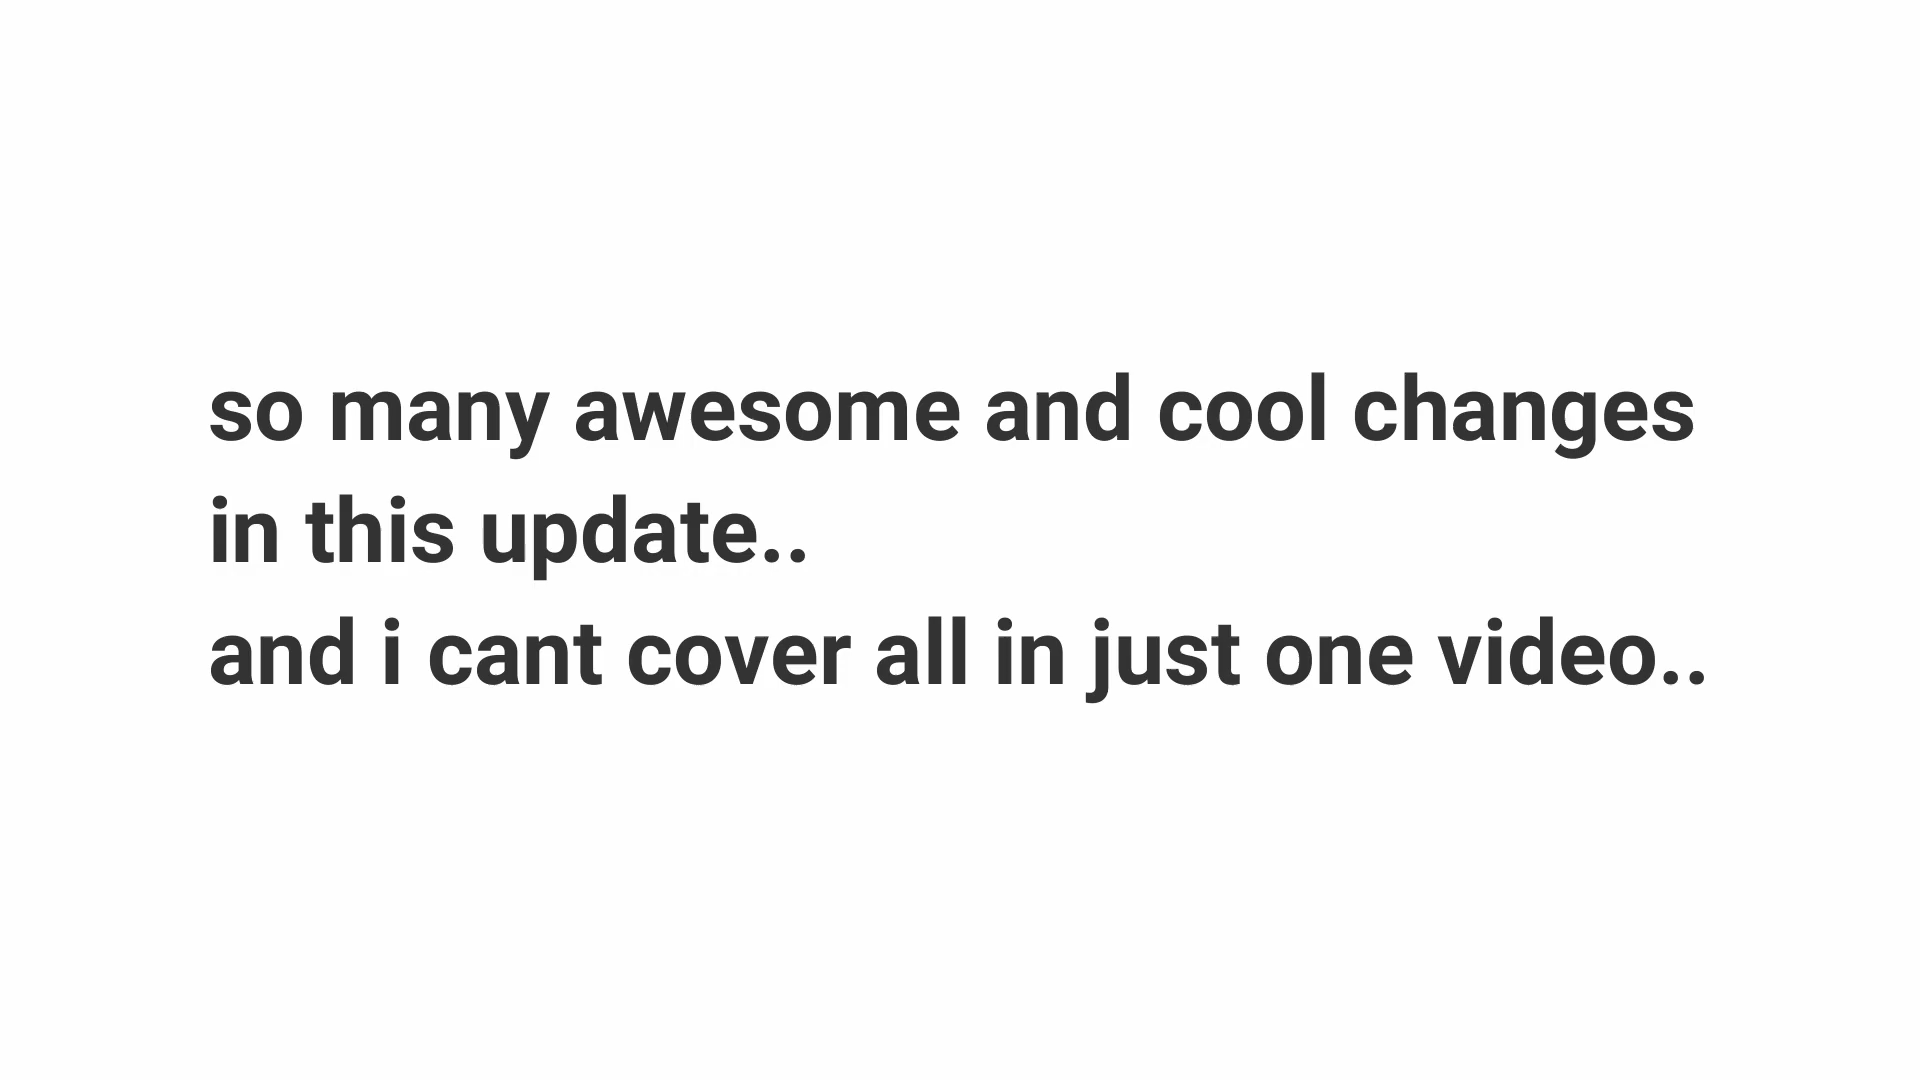 so many awesome and cool changes
in this update..
and i cant cover all in just one video..